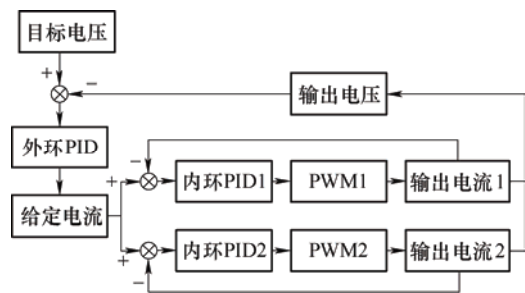 目标电压
+
−
输出电压
外环PID
−
+
内环PID1
PWM1
输出电流1
给定电流
+
−
内环PID2
PWM2
输出电流2